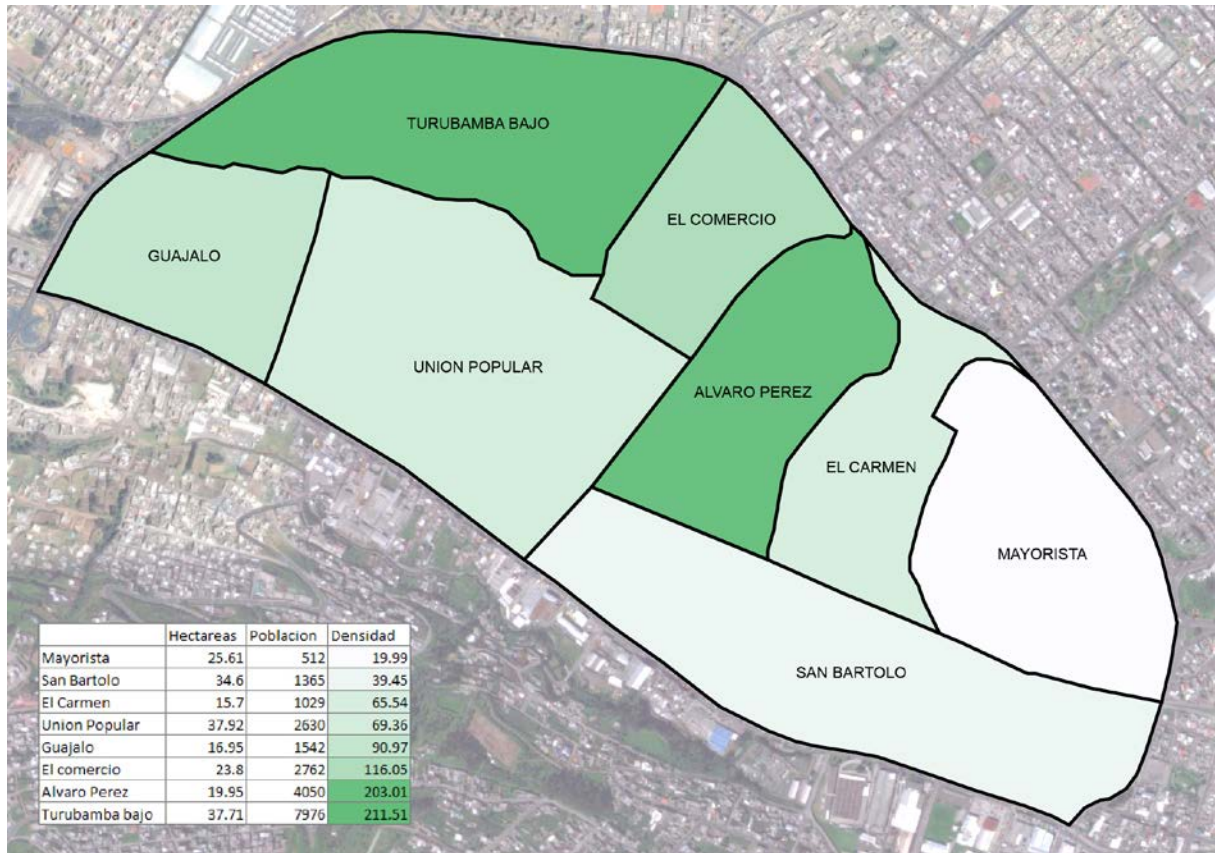 TURUBAMBA BAJO
EL COMERCIO
GUAJALO
UNION POPULAR
ALVARO PEREZ
EL CARMEN
MAYORISTA
SAN BARTOLO
Hectareas Poblacion Densidad
Mayorista 25.61 512 19.99
San Bartolo 34.6 1365 39.45
El Carmen 15.7 1029 65.54
Union Popular 37.92 2630 69.36
Guajalo 16.95 1542 90.97
El comercio 23.8 2762 116.05
Alvaro Perez 19.95 4050 203.01
Turubamba bajo 37.71 7976 211.51